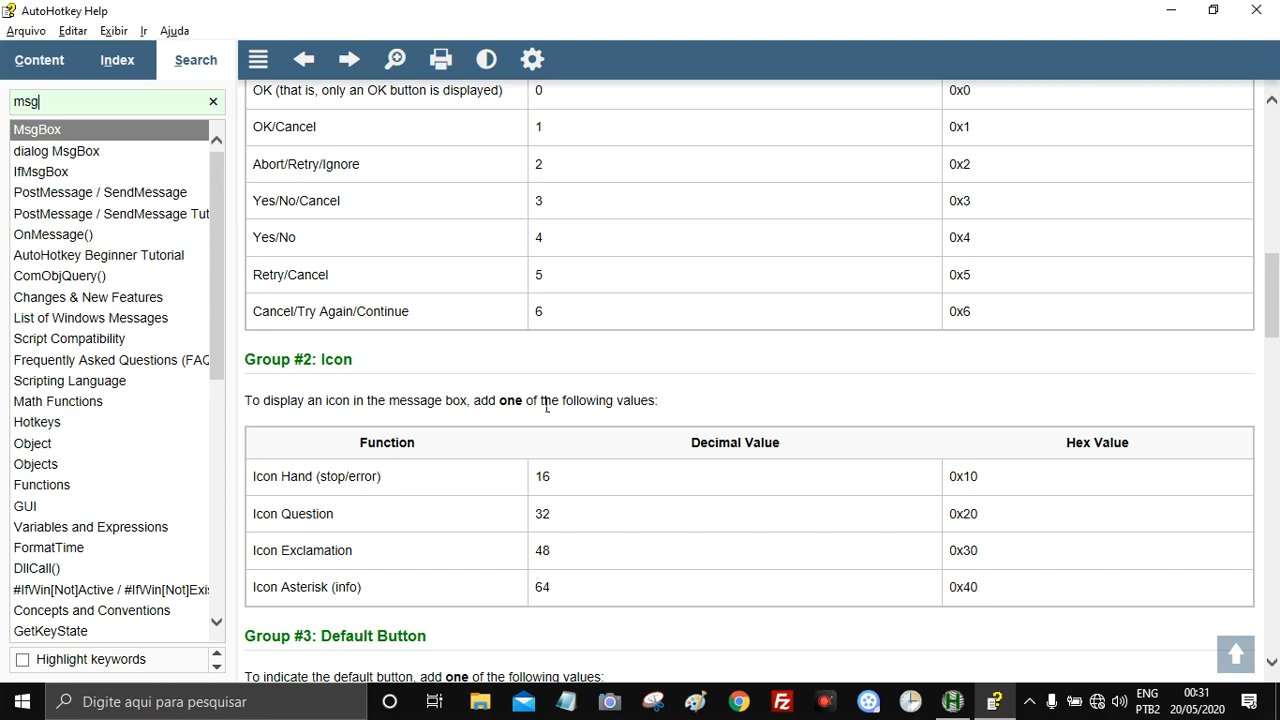 AutoHotkey Help
Arquivo Editar Exibir Ir Ajuda
Content Index Search
msg
MsgBox
dialog MsgBox
IfMsgBox
PostMessage / SendMessage
PostMessage / SendMessage Tut
OnMessage()
AutoHotkey Beginner Tutorial
ComObjQuery()
Changes & New Features
List of Windows Messages
Script Compatibility
Frequently Asked Questions (FAQ
Scripting Language
Math Functions
Hotkeys
Object
Objects
Functions
GUI
Variables and Expressions
FormatTime
DllCall()
#IfWin[Not]Active / #IfWin[Not]Exis
Concepts and Conventions
GetKeyState
Highlight keywords
OK (that is, only an OK button is displayed) 0 0x0
OK/Cancel 1 0x1
Abort/Retry/Ignore 2 0x2
Yes/No/Cancel 3 0x3
Yes/No 4 0x4
Retry/Cancel 5 0x5
Cancel/Try Again/Continue 6 0x6
Group #2: Icon
To display an icon in the message box, add one of the following values:
Function Decimal Value Hex Value
Icon Hand (stop/error) 16 0x10
Icon Question 32 0x20
Icon Exclamation 48 0x30
Icon Asterisk (info) 64 0x40
Group #3: Default Button
To indicate the default button, add one of the following values:
Digite aqui para pesquisar
ENG 00:31
PTB2 20/05/2020